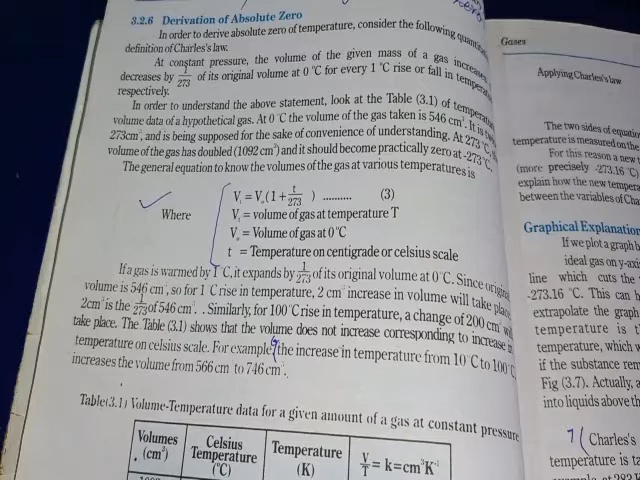 3.2.6 Derivation of Absolute Zero
In order to derive absolute zero of temperature, consider the following
definition of Charles's law.
At constant pressure, the volume of the given mass of a gas increases
decreases by 1/273 of its original volume at 0 °C for every 1 °C rise or fall in
respectively.
In order to understand the above statement, look at the Table (3.1) of
volume data of a hypothetical gas. At 0 °C the volume of the gas taken is 546 cm³. It is
273cm³, and is being supposed for the sake of convenience of understanding. At 273 °C,
volume of the gas has doubled (1092 cm³) and it should become practically zero at -273 °C.
The general equation to know the volumes of the gas at various temperatures is
Vt = Vo (1 + t/273 ) .......... (3)
Where Vt = volume of gas at temperature T
Vo = Volume of gas at 0 °C
t = Temperature on centigrade or celsius scale
If a gas is warmed by 1 °C, it expands by 1/273 of its original volume at 0 °C. Since original
volume is 546 cm³, so for 1 °C rise in temperature, 2 cm³ increase in volume will take place.
2cm³ is the 1/273 of 546 cm³. . Similarly, for 100 °C rise in temperature, a change of 200 cm³
take place. The Table (3.1) shows that the volume does not increase corresponding to increase in
temperature on celsius scale. For example, the increase in temperature from 10 °C to 100 °C,
increases the volume from 566 cm³ to 746 cm³.
Table(3.1) Volume-Temperature data for a given amount of a gas at constant pressure
Volumes (cm³)
Celsius Temperature (°C)
Temperature (K)
V/T = k=cm³K⁻¹
Gases
Applying Charles's law
The two sides of
temperature is measured on the
For this reason a new
(more precisely -273.16 °C)
explain how the new
between the variables of
Graphical Explanation
If we plot a graph
ideal gas on
line which cuts the
-273.16 °C. This can
extrapolate the graph
temperature is
temperature, which
if the substance
Fig (3.7). Actually,
into liquids above
Charles's
temperature is